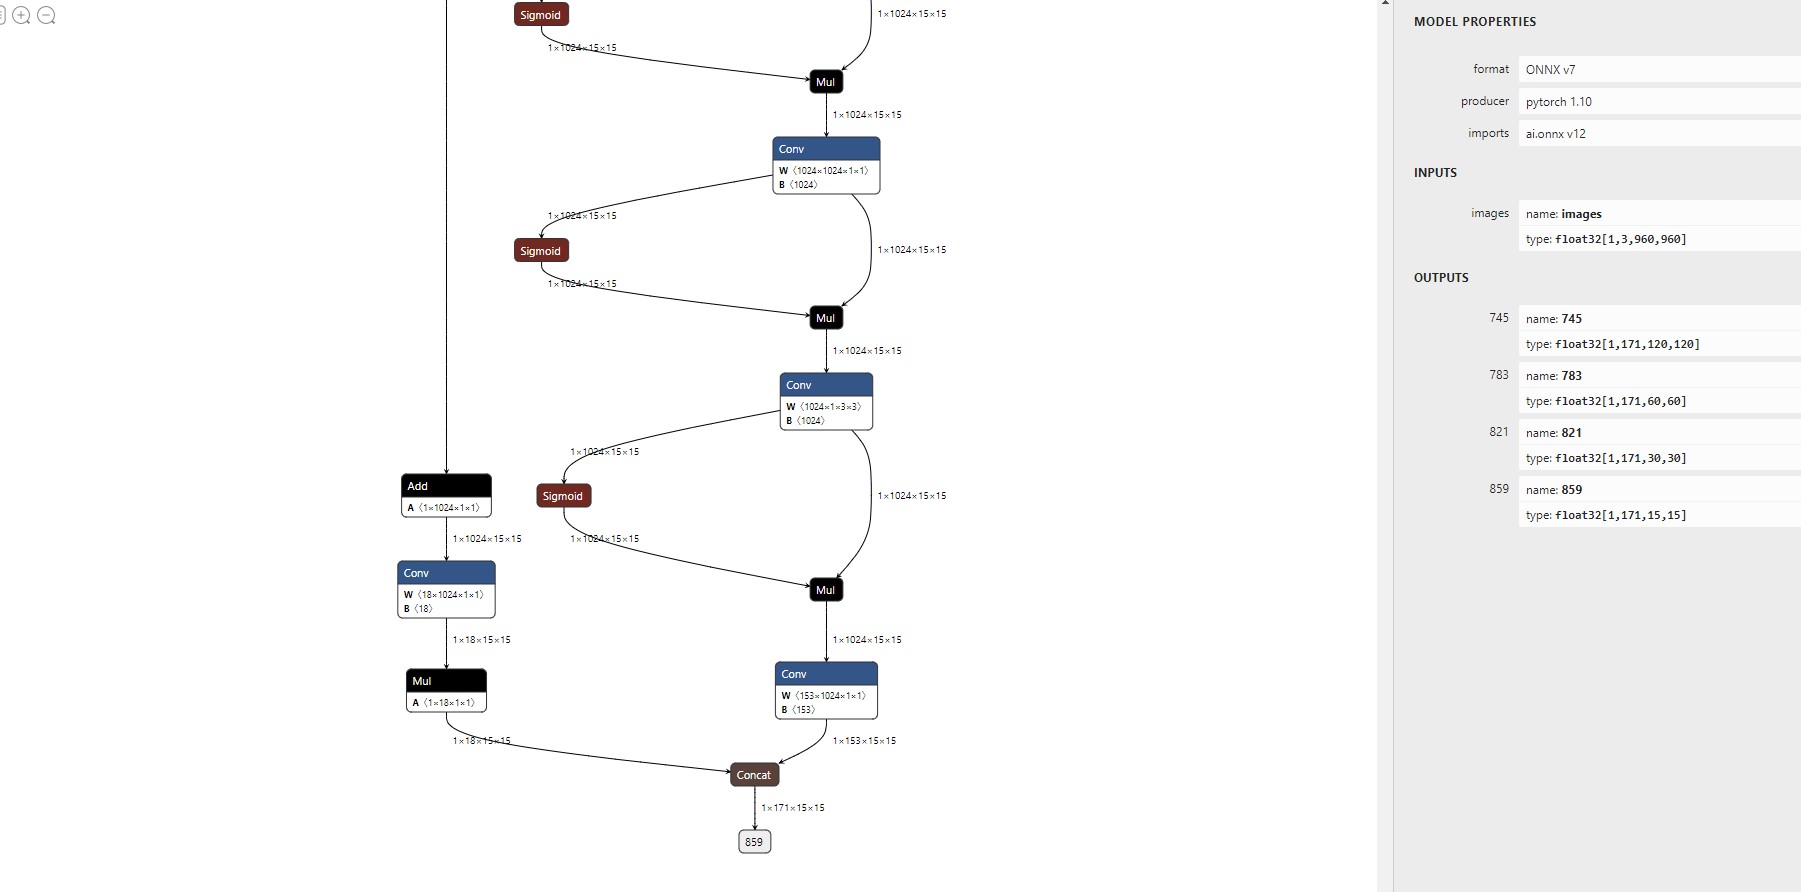 Sigmoid
1×1024×15×15
1×1024×15×15
Mul
1×1024×15×15
Conv
W 〈1024×1024×1×1〉
B 〈1024〉
1×1024×15×15
Sigmoid
1×1024×15×15
1×1024×15×15
Mul
1×1024×15×15
Conv
W 〈1024×1×3×3〉
B 〈1024〉
1×1024×15×15
Add
A 〈1×1024×1×1〉
Sigmoid
1×1024×15×15
1×1024×15×15
1×1024×15×15
Conv
W 〈18×1024×1×1〉
B 〈18〉
Mul
1×18×15×15
1×1024×15×15
Mul
A 〈1×18×1×1〉
Conv
W 〈153×1024×1×1〉
B 〈153〉
1×18×15×15
1×153×15×15
Concat
1×171×15×15
859
MODEL PROPERTIES
format
ONNX v7
producer
pytorch 1.10
imports
ai.onnx v12
INPUTS
images
name: images
type: float32[1,3,960,960]
OUTPUTS
745
name: 745
type: float32[1,171,120,120]
783
name: 783
type: float32[1,171,60,60]
821
name: 821
type: float32[1,171,30,30]
859
name: 859
type: float32[1,171,15,15]